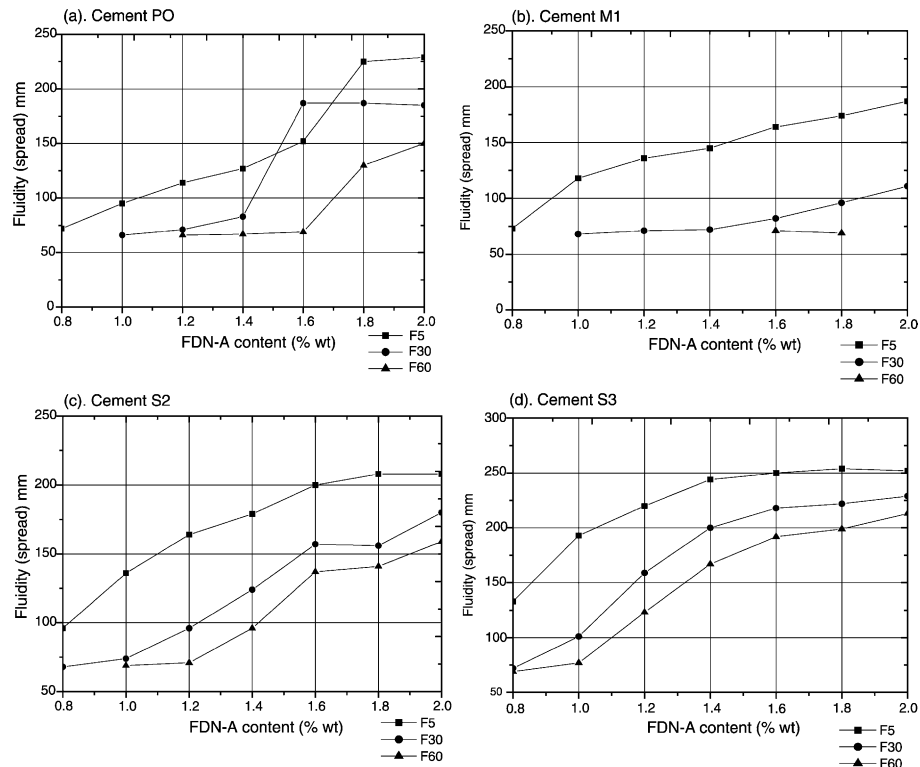 (a). Cement PO
250
200
150
100
50
0
Fluidity (spread) mm
0.8 1.0 1.2 1.4 1.6 1.8 2.0
FDN-A content (% wt)
F5
F30
F60
(b). Cement M1
250
200
150
100
50
0
Fluidity (spread) mm
0.8 1.0 1.2 1.4 1.6 1.8 2.0
FDN-A content (% wt)
F5
F30
F60
(c). Cement S2
250
200
150
100
50
Fluidity (spread) mm
0.8 1.0 1.2 1.4 1.6 1.8 2.0
FDN-A content (% wt)
F5
F30
F60
(d). Cement S3
300
250
200
150
100
50
Fluidity (spread) mm
0.8 1.0 1.2 1.4 1.6 1.8 2.0
FDN-A content (% wt)
F5
F30
F60